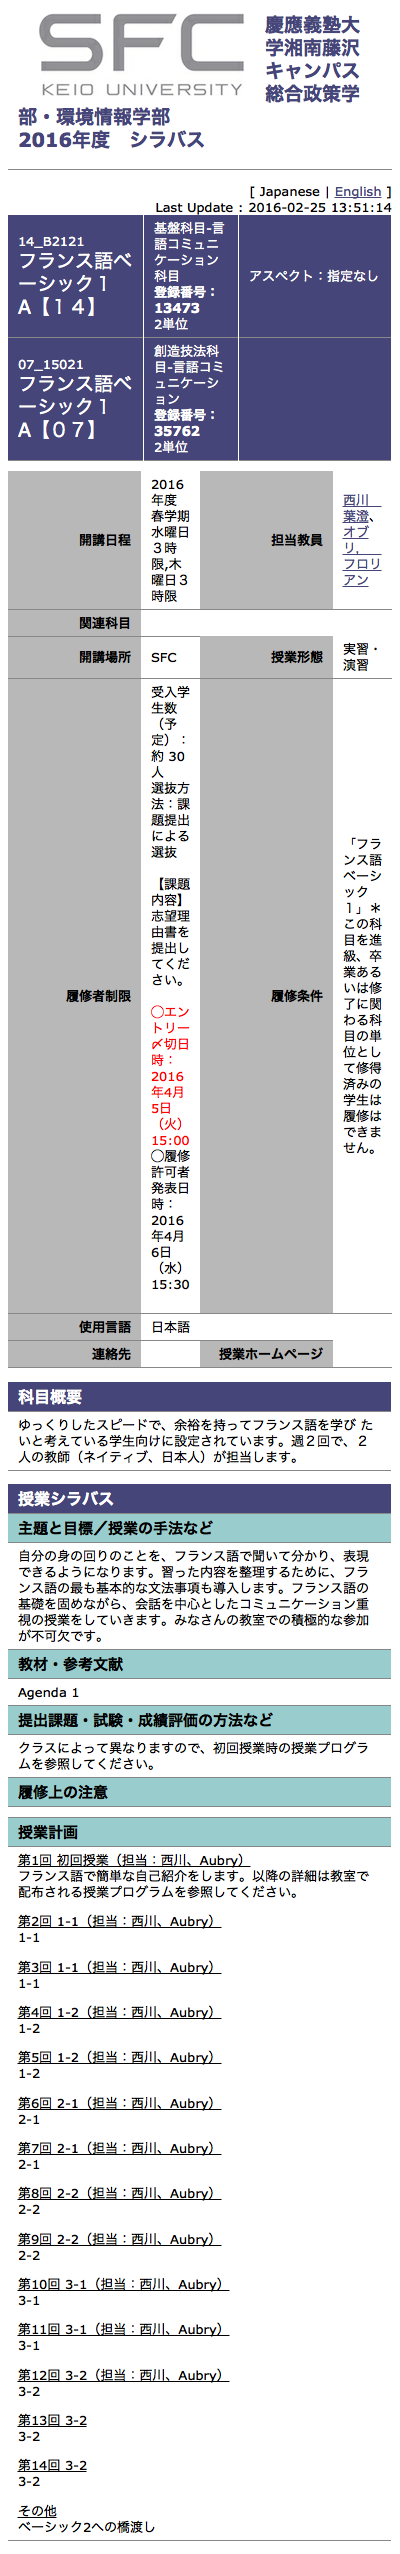 SFC
KEIO UNIVERSITY
慶應義塾大
学湘南藤沢
キャンパス
総合政策学
部・環境情報学部
2016年度　シラバス
[ Japanese | English ]
Last Update : 2016-02-25 13:51:14
14_B2121
フランス語ベ
ーシック１
A【１４】
基盤科目-言
語コミュニ
ケーション
科目
登録番号：
13473
2単位
アスペクト：指定なし
07_15021
フランス語ベ
ーシック１
A【０７】
創造技法科
目-言語コミ
ュニケーシ
ョン
登録番号：
35762
2単位
開講日程
2016
年度
春学期
水曜日
３時
限,木
曜日３
時限
担当教員
西川　
葉澄、
オブ
リ,　
フロリ
アン
関連科目
開講場所
SFC
授業形態
実習・
演習
履修者制限
受入学
生数
（予
定）：
約 30
人
選抜方
法：課
題提出
による
選抜
【課題
内容】
志望理
由書を
提出し
てくだ
さい。
◯エン
トリー
〆切日
時：
2016
年4月
5日
（火）
15:00
◯履修
許可者
発表日
時：
2016
年4月
6日
（水）
15:30
履修条件
「フラ
ンス語
ベーシ
ック
１」＊
この科
目を進
級、卒
業ある
いは修
了に関
わる科
目の単
位とし
て修得
済みの
学生は
履修は
できま
せん。
使用言語
日本語
連絡先
授業ホームページ
科目概要
ゆっくりしたスピードで、余裕を持ってフランス語を学び た
いと考えている学生向けに設定されています。週２回で、２
人の教師（ネイティブ、日本人）が担当します。
授業シラバス
主題と目標／授業の手法など
自分の身の回りのことを、フランス語で聞いて分かり、表現
できるようになります。習った内容を整理するために、フラ
ンス語の最も基本的な文法事項も導入します。フランス語の
基礎を固めながら、会話を中心としたコミュニケーション重
視の授業をしていきます。みなさんの教室での積極的な参加
が不可欠です。
教材・参考文献
Agenda 1
提出課題・試験・成績評価の方法など
クラスによって異なりますので、初回授業時の授業プログラ
ムを参照してください。
履修上の注意
授業計画
第1回 初回授業（担当：西川、Aubry）
フランス語で簡単な自己紹介をします。以降の詳細は教室で
配布される授業プログラムを参照してください。
第2回 1-1（担当：西川、Aubry）
1-1
第3回 1-1（担当：西川、Aubry）
1-1
第4回 1-2（担当：西川、Aubry）
1-2
第5回 1-2（担当：西川、Aubry）
1-2
第6回 2-1（担当：西川、Aubry）
2-1
第7回 2-1（担当：西川、Aubry）
2-1
第8回 2-2（担当：西川、Aubry）
2-2
第9回 2-2（担当：西川、Aubry）
2-2
第10回 3-1（担当：西川、Aubry）
3-1
第11回 3-1（担当：西川、Aubry）
3-1
第12回 3-2（担当：西川、Aubry）
3-2
第13回 3-2
3-2
第14回 3-2
3-2
その他
ベーシック2への橋渡し